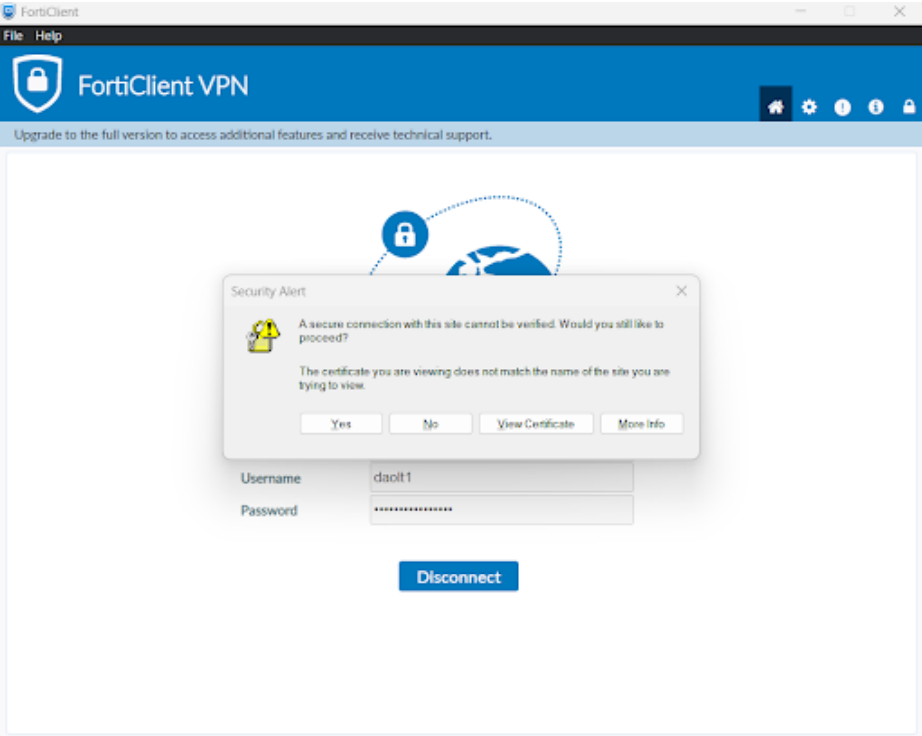 FortiClient
File Help
FortiClient VPN
Upgrade to the full version to access additional features and receive technical support.
Security Alert
A secure connection with this site cannot be verified. Would you still like to
proceed?
The certificate you are viewing does not match the name of the site you are
trying to view.
Yes No View Certificate More Info
Username daolt1
Password ••••••••••••••••
Disconnect